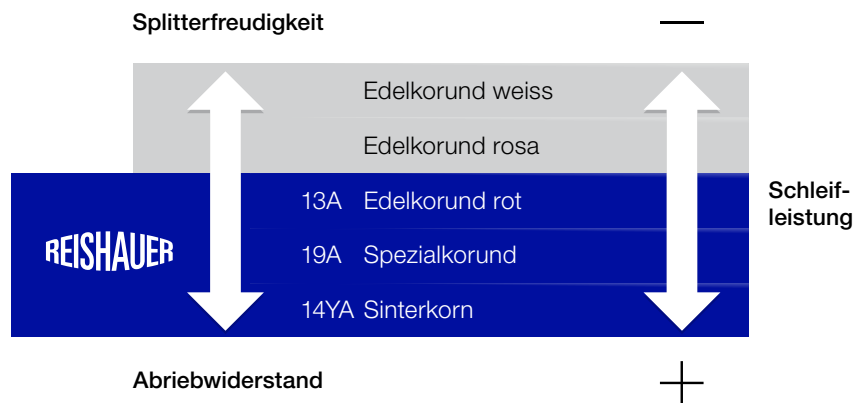 Splitterfreudigkeit —
Edelkorund weiss
Edelkorund rosa
13A Edelkorund rot
19A Spezialkorund
14YA Sinterkorn
REISHAUER
Schleif-
leistung
Abriebwiderstand +